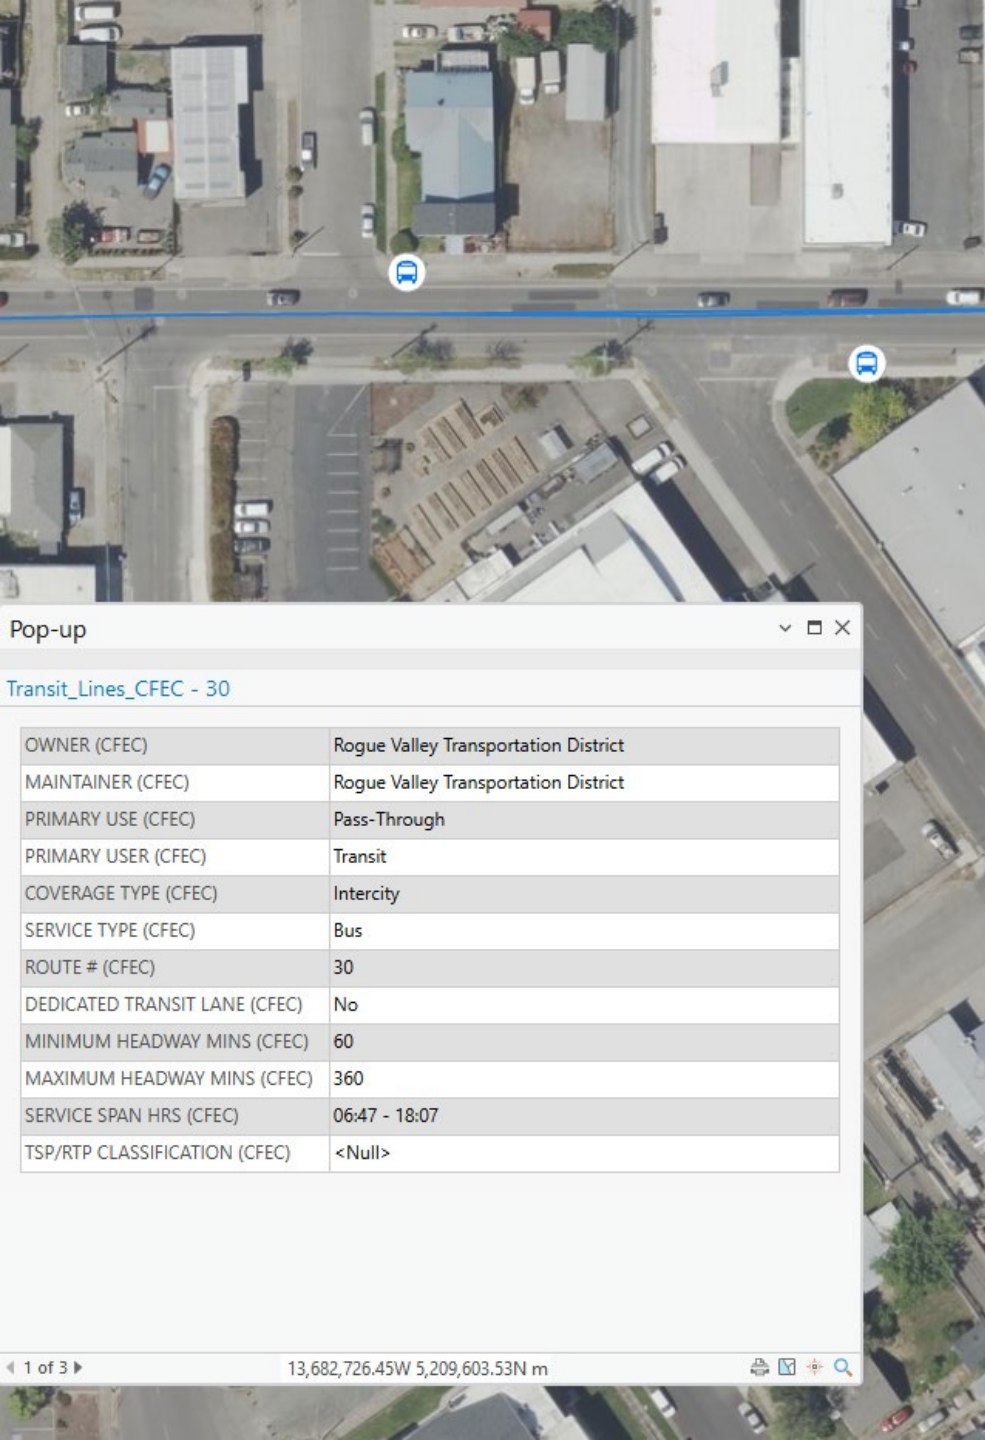 Pop-up
Transit_Lines_CFEC - 30
OWNER (CFEC) Rogue Valley Transportation District
MAINTAINER (CFEC) Rogue Valley Transportation District
PRIMARY USE (CFEC) Pass-Through
PRIMARY USER (CFEC) Transit
COVERAGE TYPE (CFEC) Intercity
SERVICE TYPE (CFEC) Bus
ROUTE # (CFEC) 30
DEDICATED TRANSIT LANE (CFEC) No
MINIMUM HEADWAY MINS (CFEC) 60
MAXIMUM HEADWAY MINS (CFEC) 360
SERVICE SPAN HRS (CFEC) 06:47 - 18:07
TSP/RTP CLASSIFICATION (CFEC) <Null>
1 of 3 13,682,726.45W 5,209,603.53N m